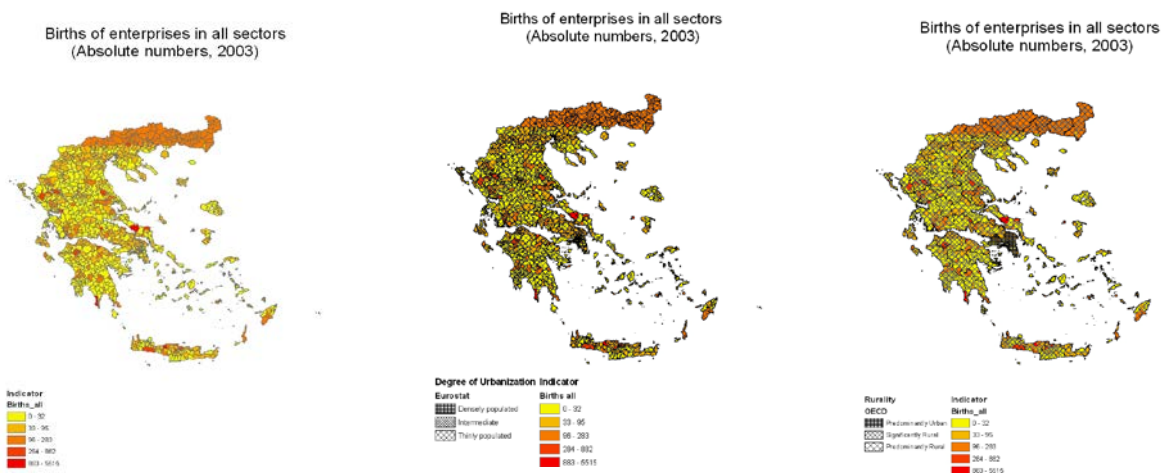 Births of enterprises in all sectors
(Absolute numbers, 2003)
Indicator
Births_all
0 - 32
33 - 95
96 - 283
284 - 882
883 - 5515
Births of enterprises in all sectors
(Absolute numbers, 2003)
Degree of Urbanization
Eurostat
Densely populated
Intermediate
Thinly populated
Indicator
Births all
0 - 32
33 - 95
96 - 283
284 - 882
883 - 5515
Births of enterprises in all sectors
(Absolute numbers, 2003)
Rurality
OECD
Predominantly Urban
Significantly Rural
Predominantly Rural
Indicator
Births_all
0 - 32
33 - 95
96 - 283
284 - 882
883 - 5515